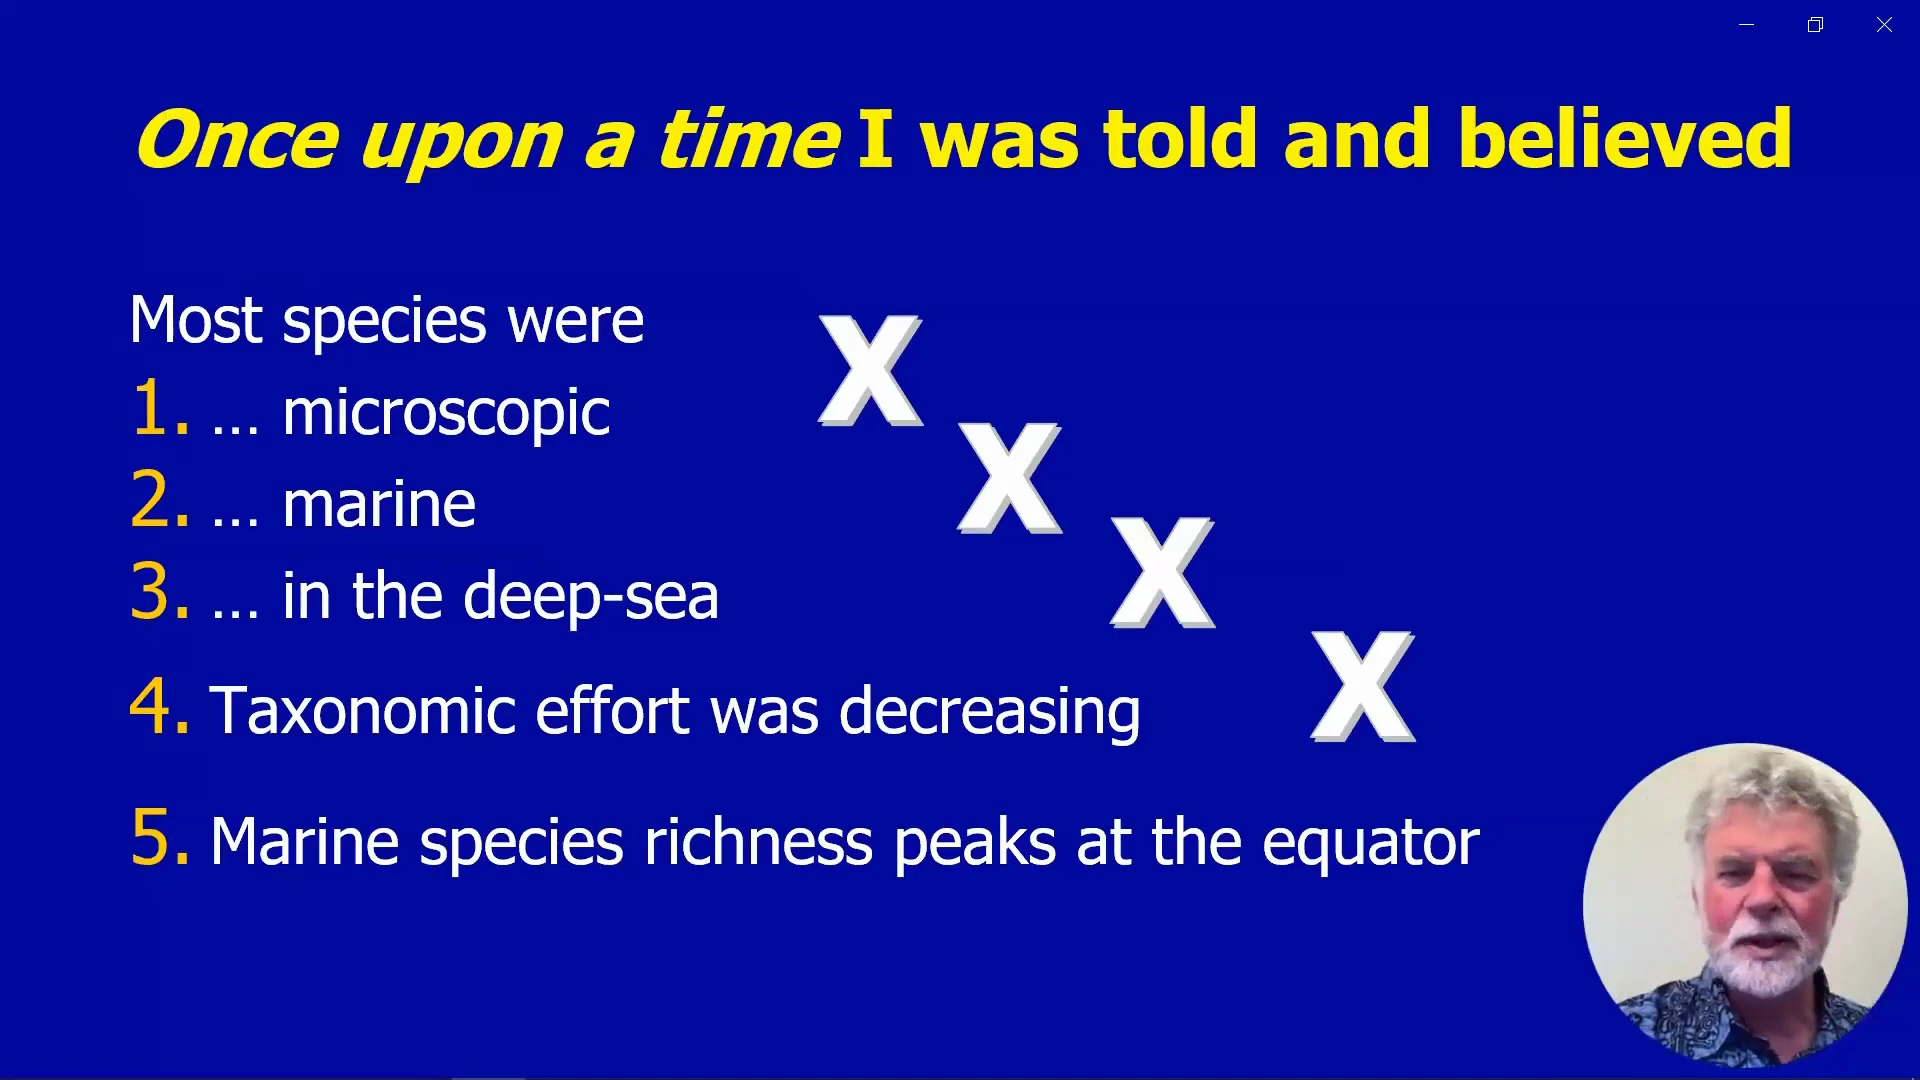 Once upon a time I was told and believed
Most species were
X
1. … microscopic
X
2. … marine
X
3. … in the deep-sea
X
4. Taxonomic effort was decreasing
5. Marine species richness peaks at the equator